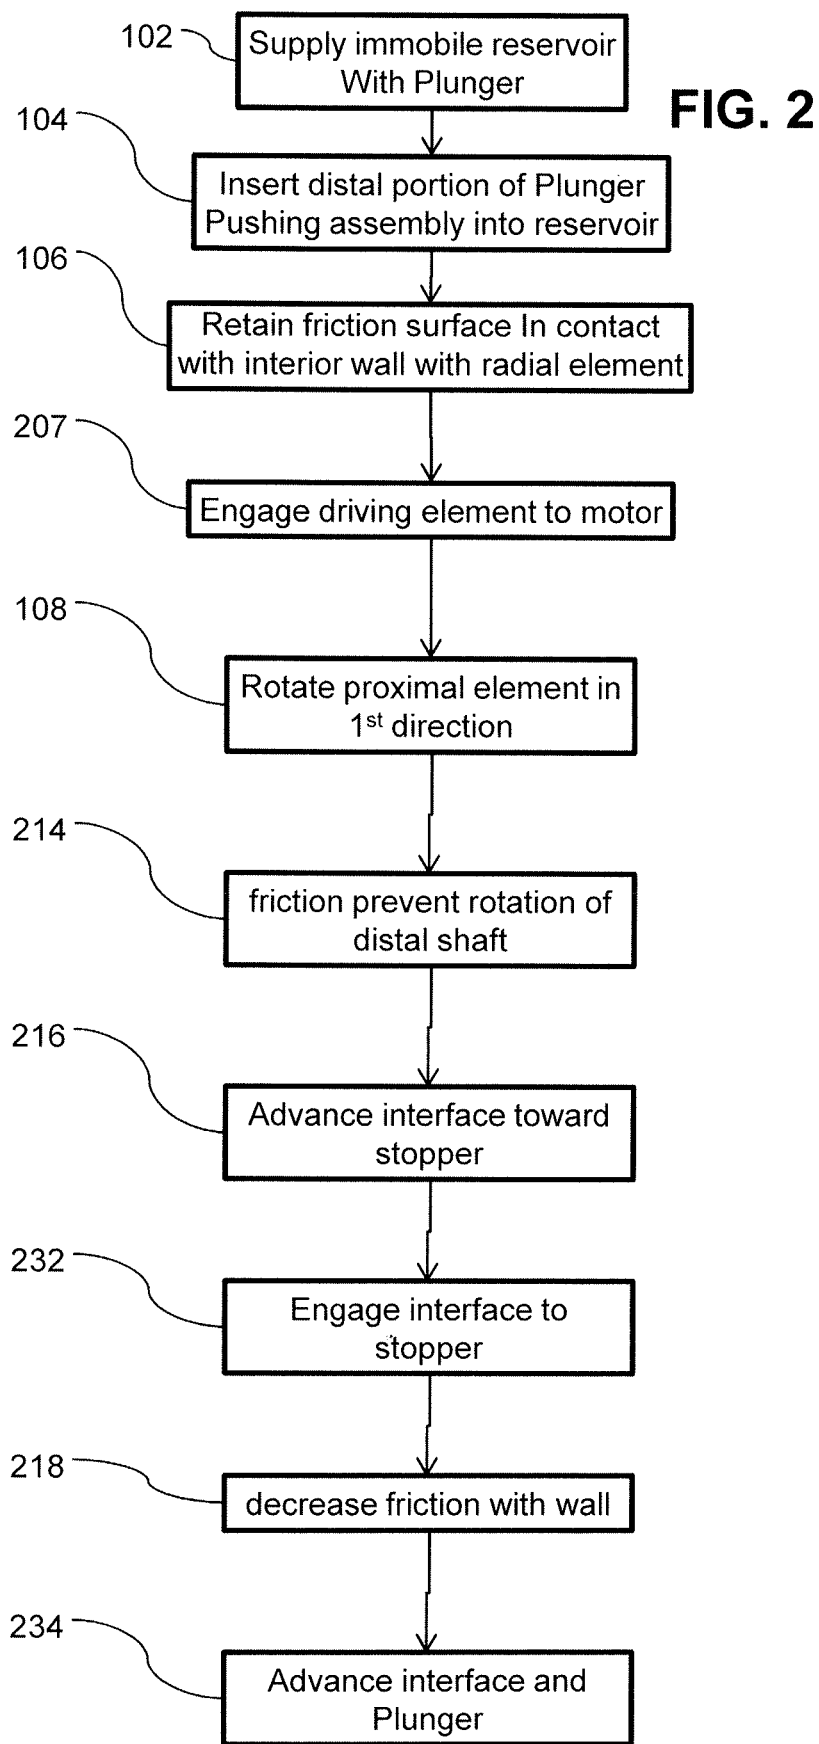 102
Supply immobile reservoir
With Plunger
FIG. 2
104
Insert distal portion of Plunger
Pushing assembly into reservoir
106
Retain friction surface In contact
with interior wall with radial element
207
Engage driving element to motor
108
Rotate proximal element in
1st direction
214
friction prevent rotation of
distal shaft
216
Advance interface toward
stopper
232
Engage interface to
stopper
218
decrease friction with wall
234
Advance interface and
Plunger